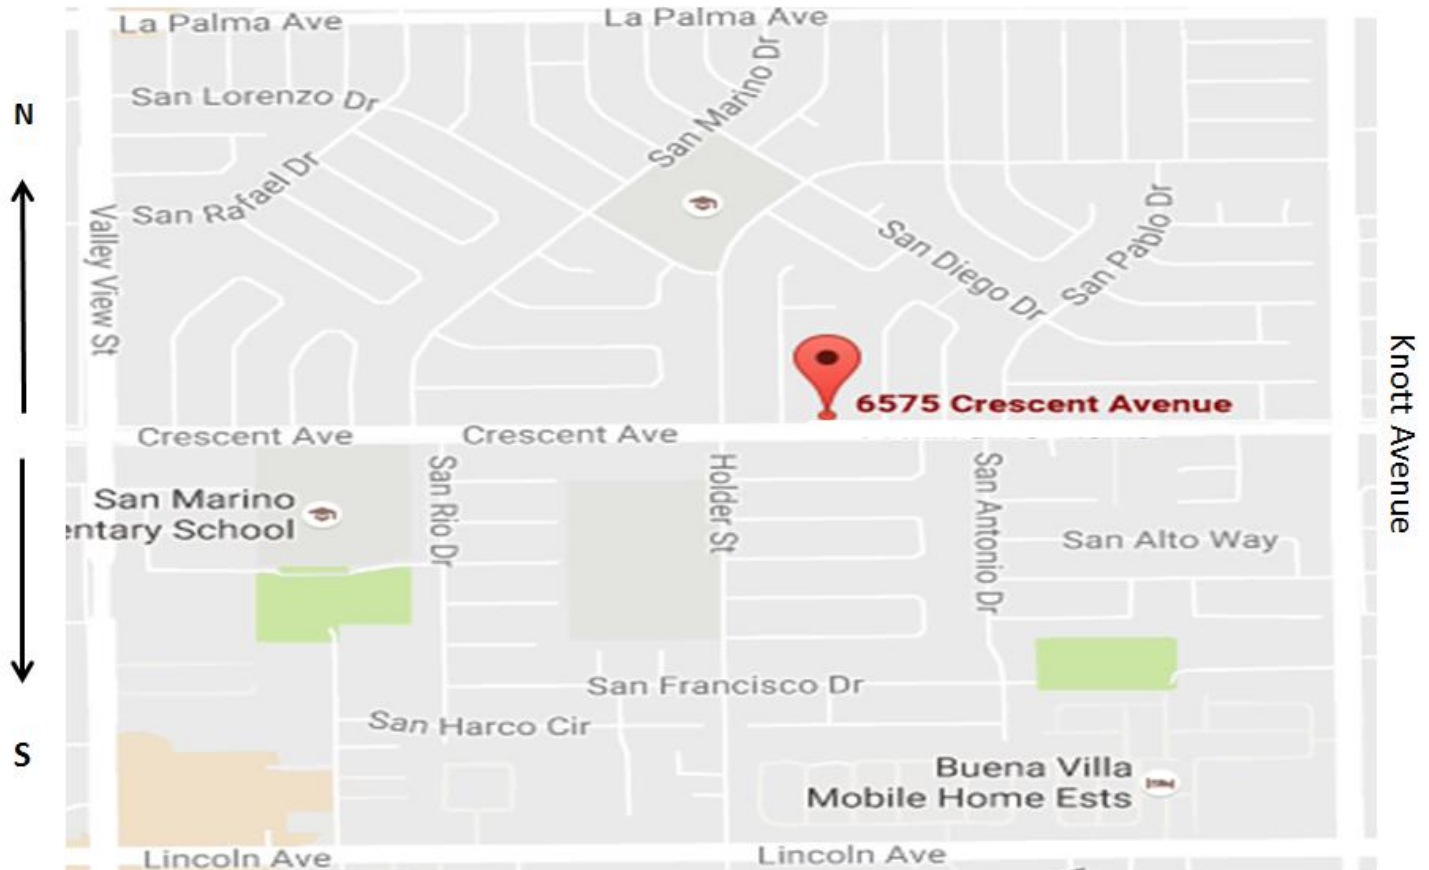 La Palma Ave
La Palma Ave
N
San Lorenzo Dr
San Marino Dr
San Rafael Dr
Valley View St
San Diego Dr
San Pablo Dr
Knott Avenue
6575 Crescent Avenue
Crescent Ave
Crescent Ave
San Marino
entary School
San Rio Dr
Holder St
San Antonio Dr
San Alto Way
San Francisco Dr
San Harco Cir
S
Buena Villa
Mobile Home Ests
Lincoln Ave
Lincoln Ave